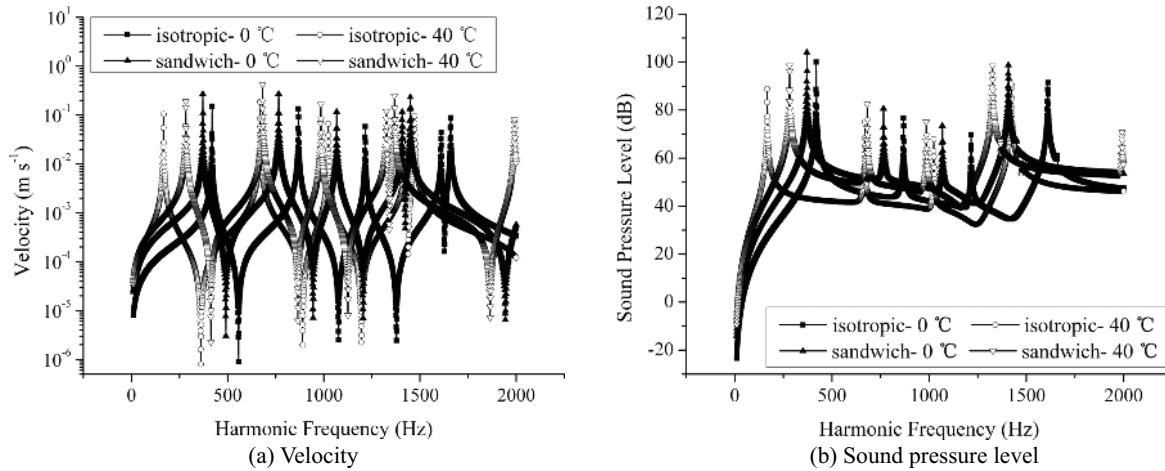 10¹
10⁰
10⁻¹
10⁻²
10⁻³
10⁻⁴
10⁻⁵
10⁻⁶
Velocity (m s⁻¹)
isotropic- 0 ℃ isotropic- 40 ℃
sandwich- 0 ℃ sandwich- 40 ℃
0 500 1000 1500 2000
Harmonic Frequency (Hz)
(a) Velocity
120
100
80
60
40
20
0
-20
Sound Pressure Level (dB)
isotropic- 0 ℃ isotropic- 40 ℃
sandwich- 0 ℃ sandwich- 40 ℃
0 500 1000 1500 2000
Harmonic Frequency (Hz)
(b) Sound pressure level